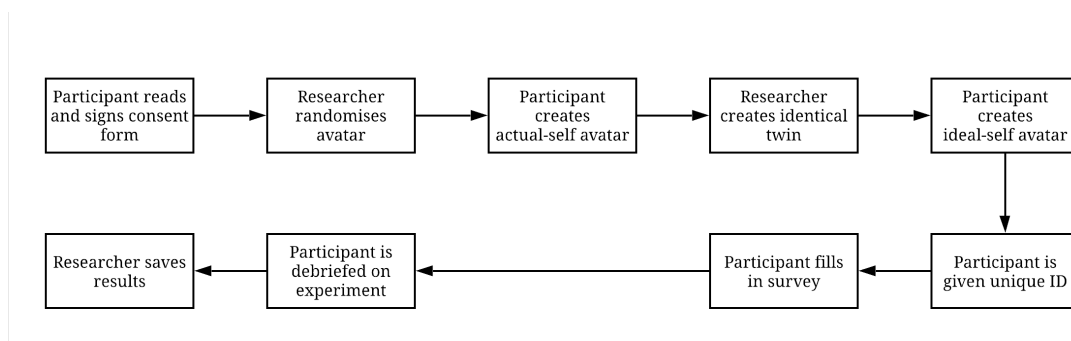 Participant reads
and signs consent
form
Researcher
randomises
avatar
Participant
creates
actual-self avatar
Researcher
creates identical
twin
Participant
creates
ideal-self avatar
Participant is
given unique ID
Participant fills
in survey
Participant is
debriefed on
experiment
Researcher saves
results